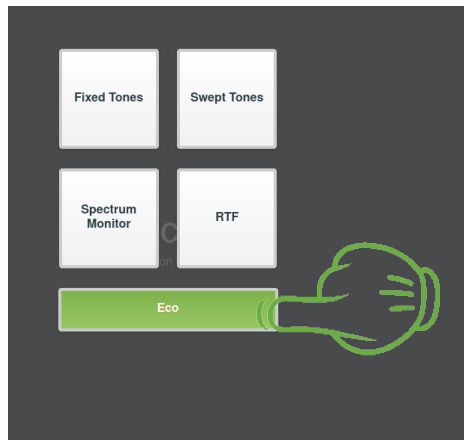 Fixed Tones
Swept Tones
Spectrum
Monitor
RTF
Eco